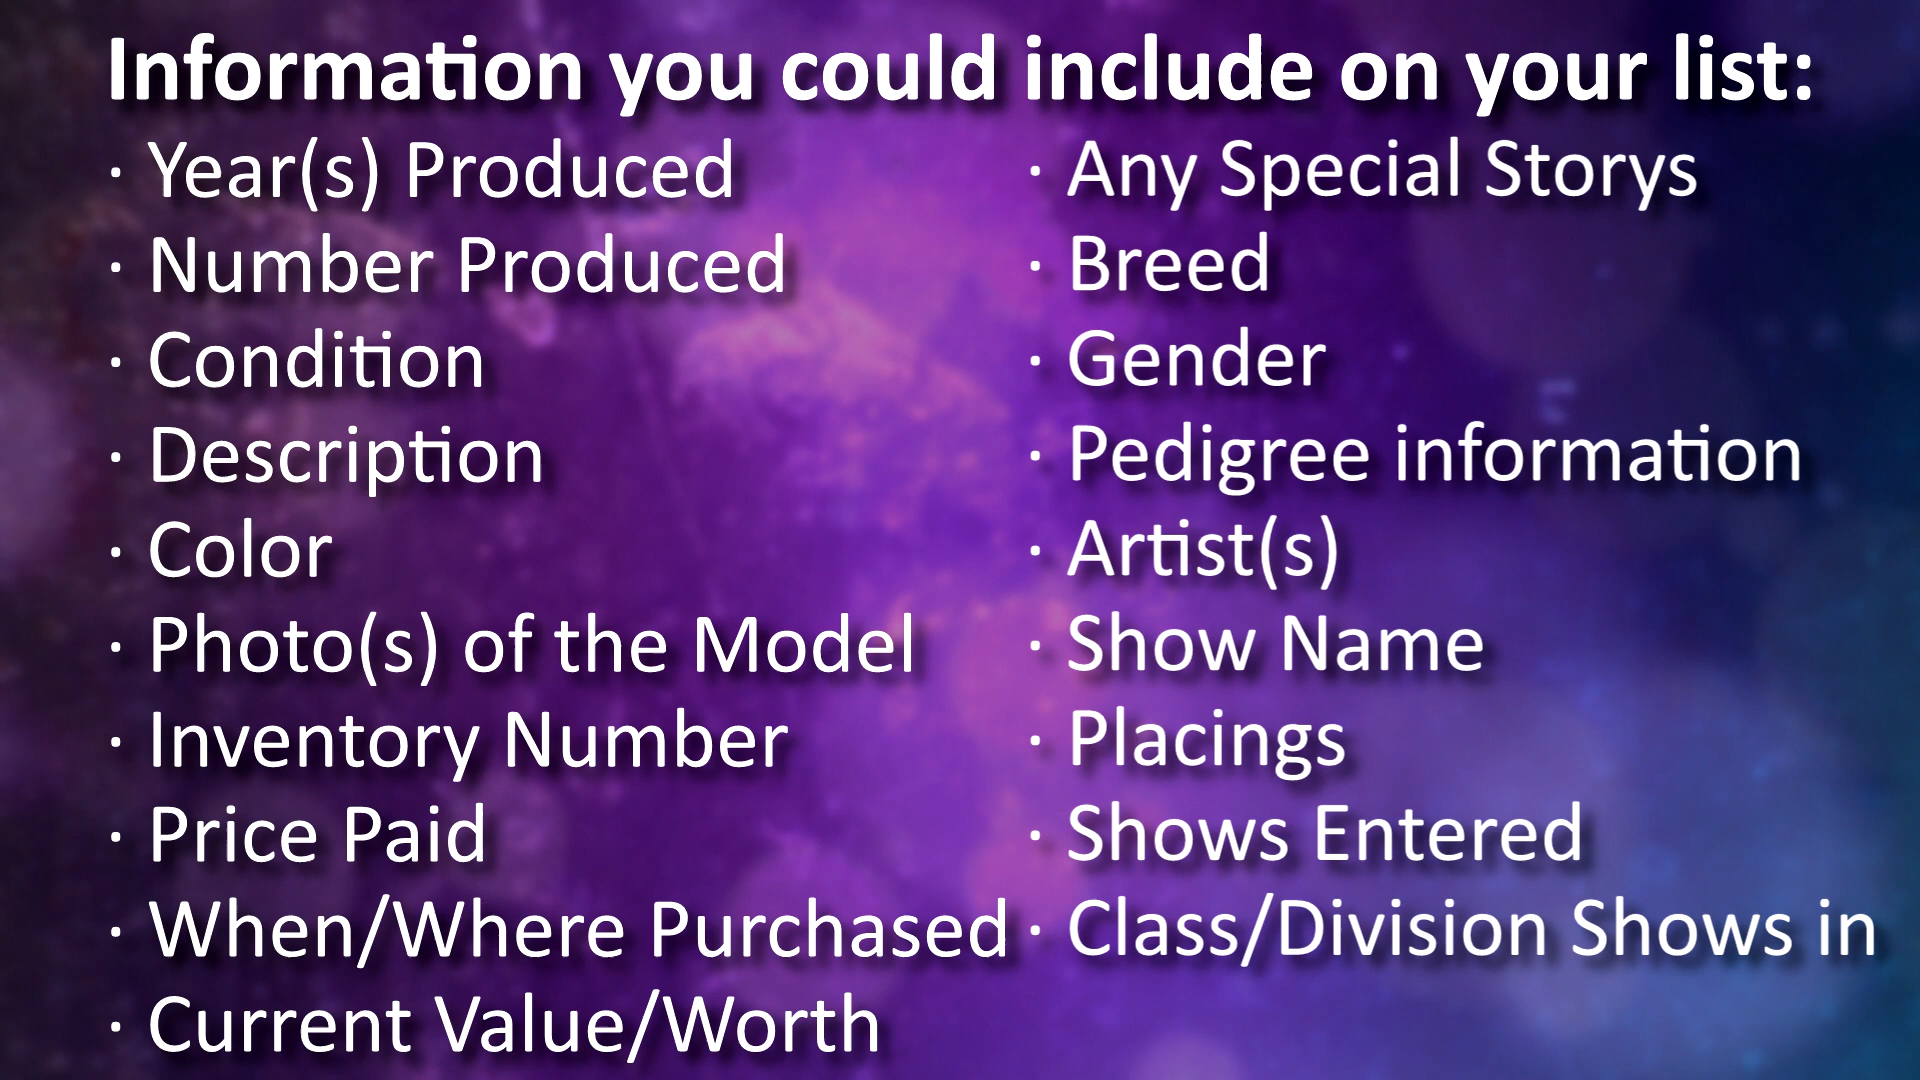 Information you could include on your list:
· Year(s) Produced
· Number Produced
· Condition
· Description
· Color
· Photo(s) of the Model
· Inventory Number
· Price Paid
· When/Where Purchased
· Current Value/Worth
· Any Special Storys
· Breed
· Gender
· Pedigree information
· Artist(s)
· Show Name
· Placings
· Shows Entered
· Class/Division Shows in